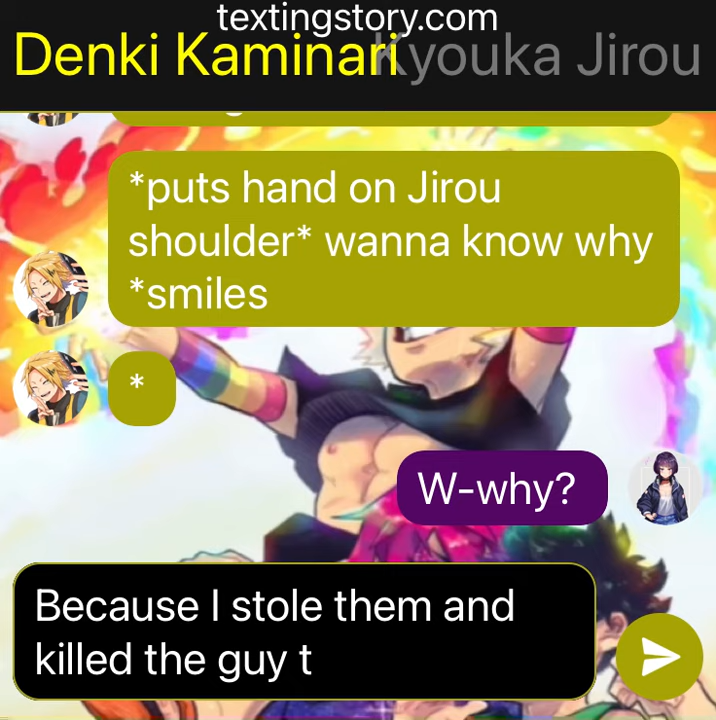 textingstory.com
Denki Kaminari Kyouka Jirou
*puts hand on Jirou
shoulder* wanna know why
*smiles
*
W-why?
Because I stole them and
killed the guy t